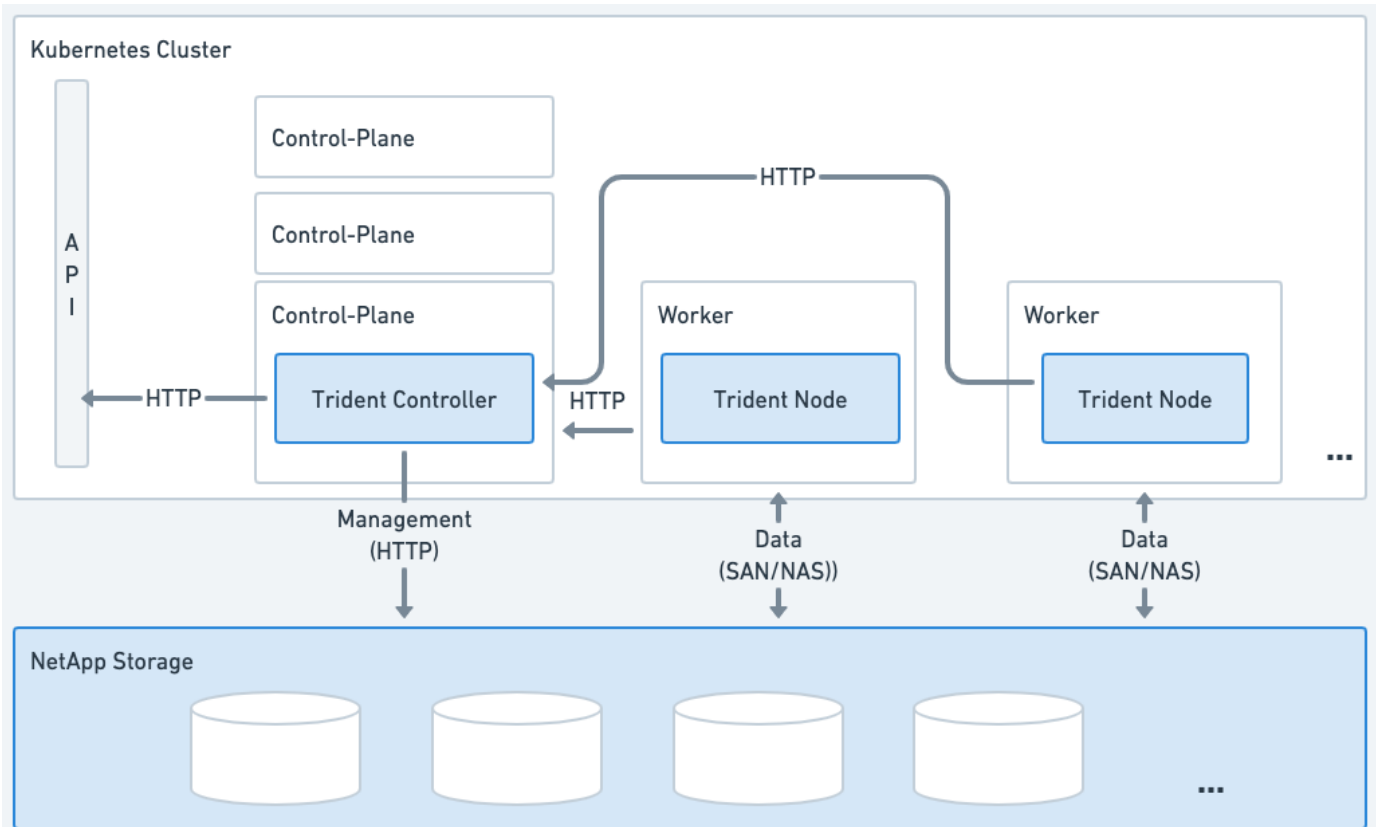 Kubernetes Cluster
A
P
I
Control-Plane
Control-Plane
Control-Plane
Trident Controller
HTTP
HTTP
HTTP
Worker
Trident Node
Worker
Trident Node
...
Management
(HTTP)
Data
(SAN/NAS))
Data
(SAN/NAS)
NetApp Storage
...